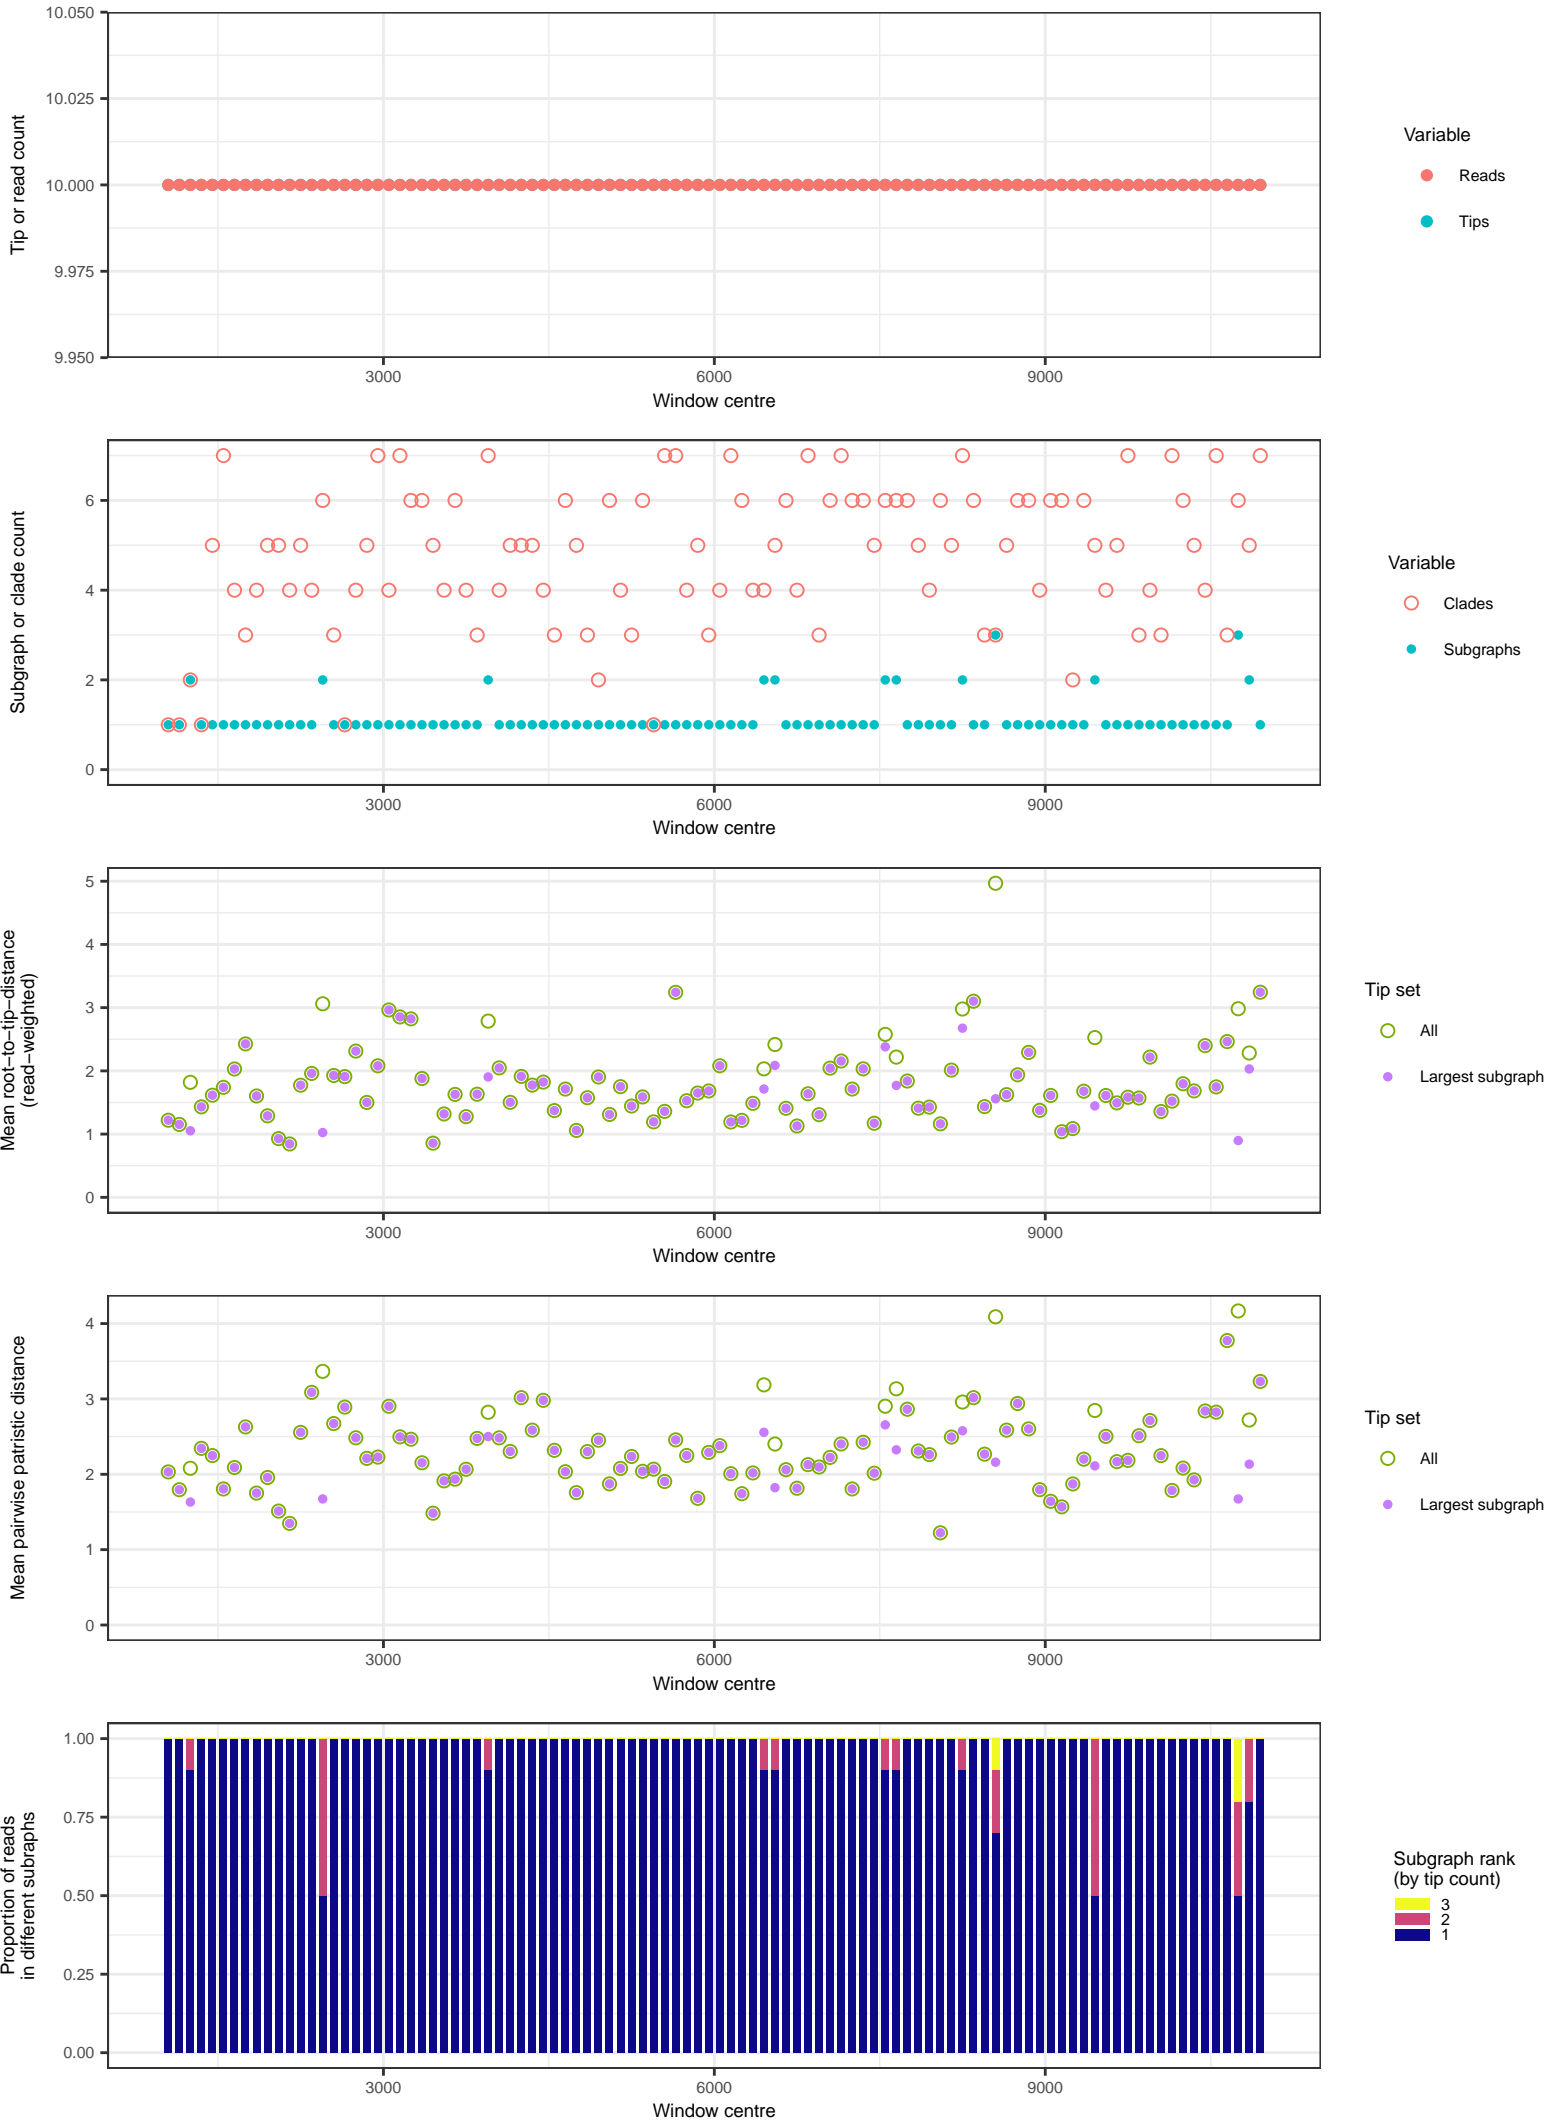 10.050
10.025
10.000
9.975
9.950
Tip or read count
3000 6000 9000
Window centre
Variable
Reads
Tips
6
4
2
0
Subgraph or clade count
3000 6000 9000
Window centre
Variable
Clades
Subgraphs
5
4
3
2
1
0
Mean root−to−tip−distance
(read−weighted)
3000 6000 9000
Window centre
Tip set
All
Largest subgraph
4
3
2
1
0
Mean pairwise patristic distance
3000 6000 9000
Window centre
Tip set
All
Largest subgraph
1.00
0.75
0.50
0.25
0.00
Proportion of reads
in different subraphs
3000 6000 9000
Window centre
Subgraph rank
(by tip count)
3
2
1